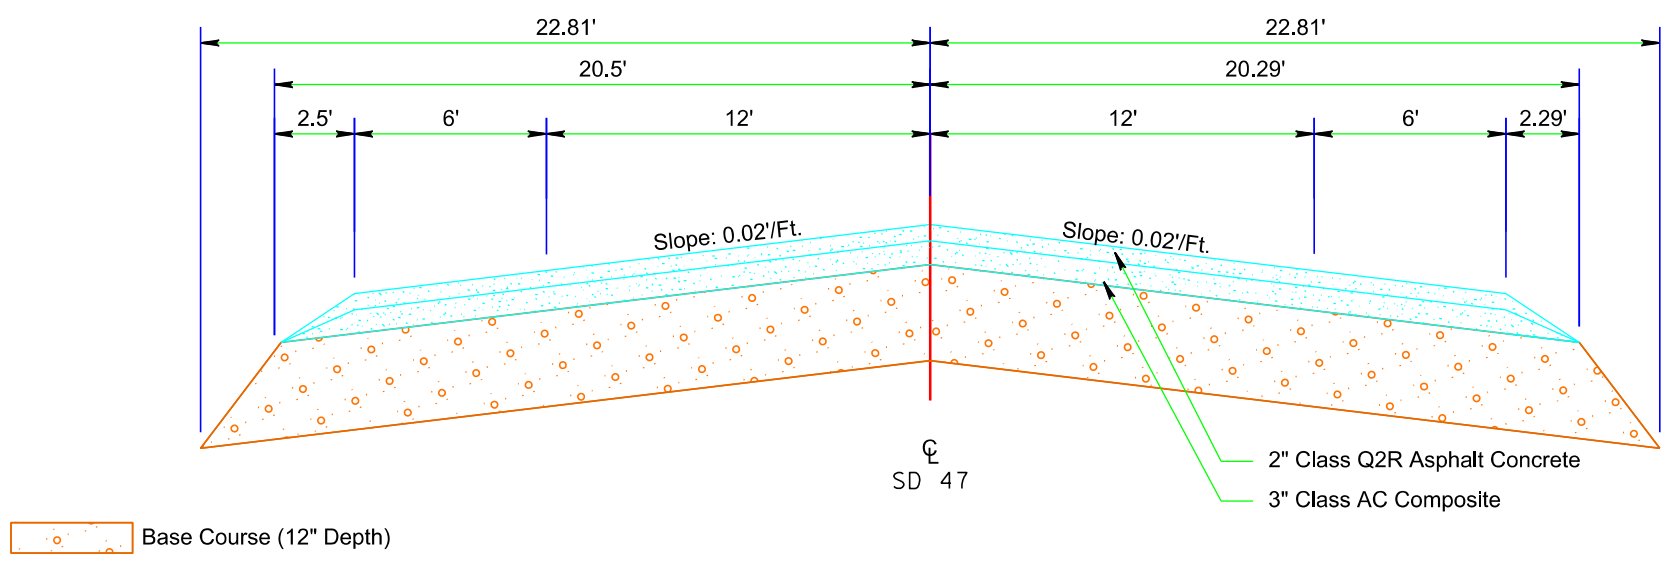 22.81' 22.81'
20.5' 20.29'
2.5' 6' 12' 12' 6' 2.29'
Slope: 0.02'/Ft. Slope: 0.02'/Ft.
℄
SD 47
2" Class Q2R Asphalt Concrete
3" Class AC Composite
Base Course (12" Depth)